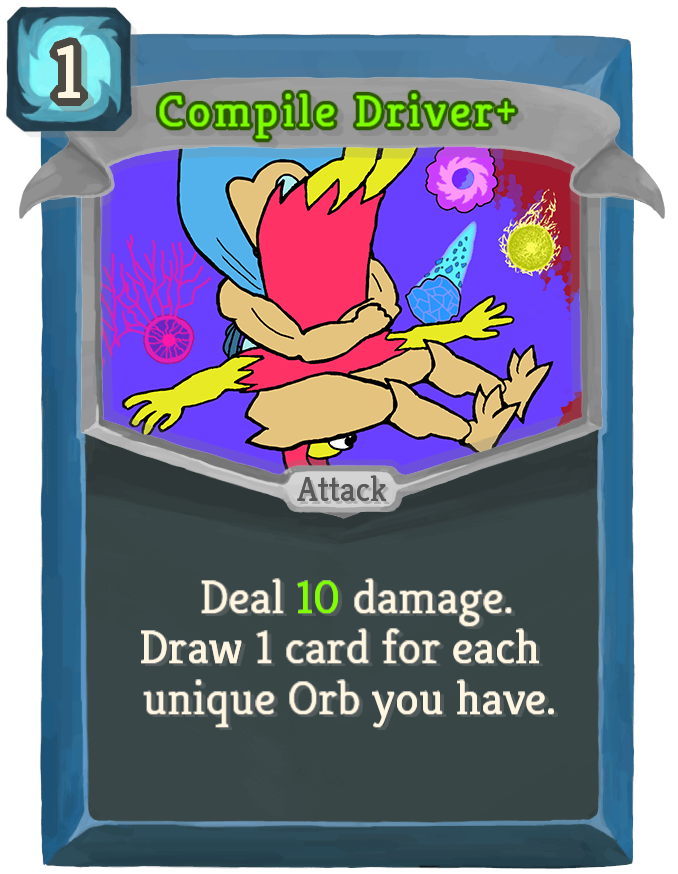 1
Compile Driver+
Attack
Deal 10 damage.
Draw 1 card for each
unique Orb you have.